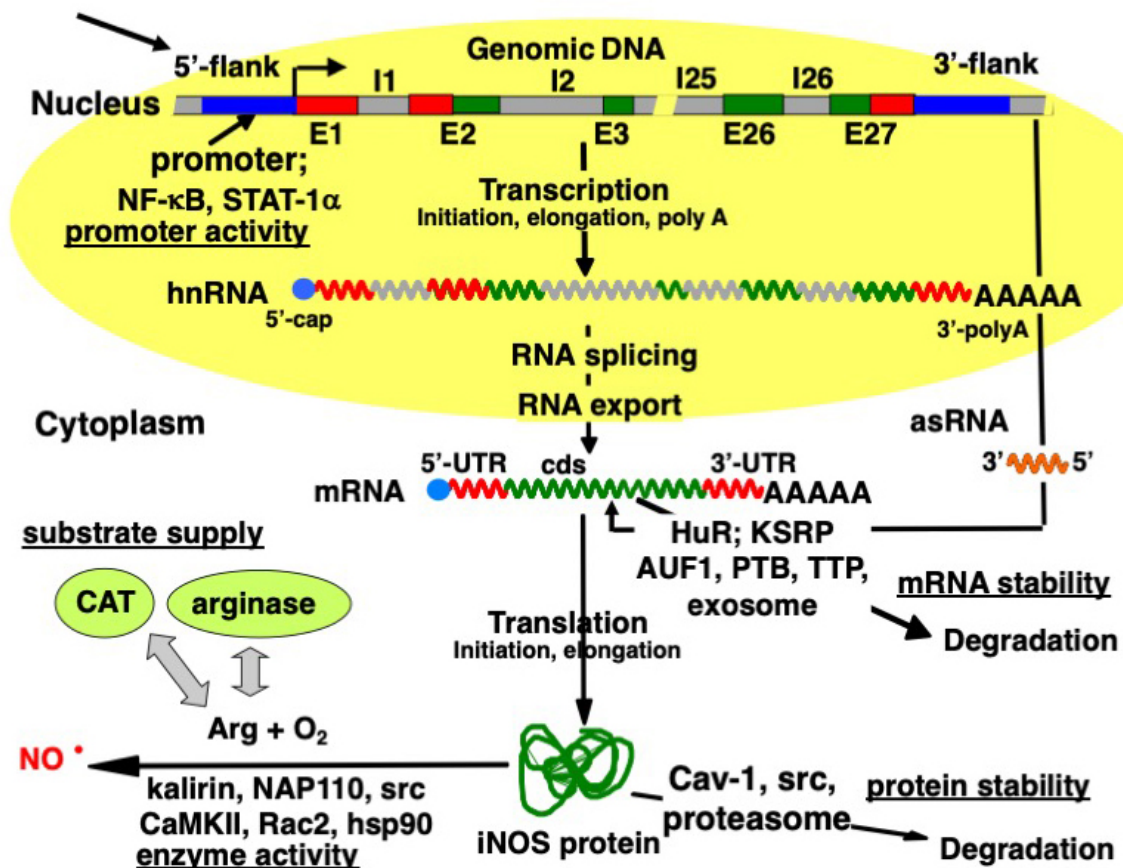 Genomic DNA
5’-flank
I1
I2
I25
I26
3’-flank
Nucleus
E1
E2
E3
E26
E27
promoter;
NF-κB, STAT-1α
promoter activity
Transcription
Initiation, elongation, poly A
hnRNA
AAAAA
5’-cap
3’-polyA
RNA splicing
RNA export
Cytoplasm
asRNA
3’
5’
5’-UTR
cds
3’-UTR
mRNA
AAAAA
substrate supply
HuR; KSRP
AUF1, PTB, TTP,
exosome
mRNA stability
CAT
arginase
Translation
Initiation, elongation
Degradation
Arg + O₂
NO •
kalirin, NAP110, src
CaMKII, Rac2, hsp90
enzyme activity
iNOS protein
Cav-1, src,
proteasome
protein stability
Degradation